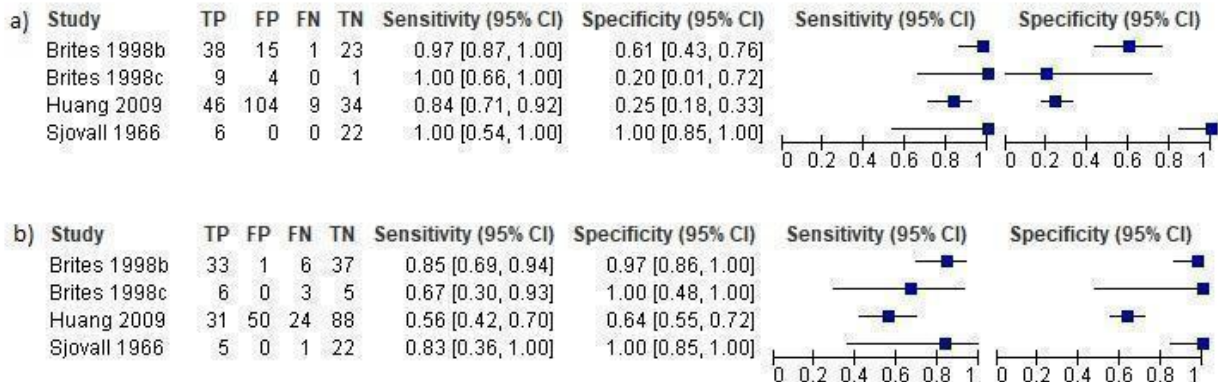 a) Study TP FP FN TN Sensitivity (95% CI) Specificity (95% CI) Sensitivity Specificity
Brites 1998b 38 15 1 23 0.97 [0.87, 1.00] 0.61 [0.43, 0.76]
Brites 1998c 9 4 0 1 1.00 [0.66, 1.00] 0.20 [0.01, 0.72]
Huang 2009 46 104 9 34 0.84 [0.71, 0.92] 0.25 [0.18, 0.33]
Sjovall 1966 6 0 0 22 1.00 [0.54, 1.00] 1.00 [0.85, 1.00]
0 0.2 0.4 0.6 0.8 1 0 0.2 0.4 0.6 0.8 1
b) Study TP FP FN TN Sensitivity (95% CI) Specificity (95% CI) Sensitivity (95% CI) Specificity (95% CI)
Brites 1998b 33 1 6 37 0.85 [0.69, 0.94] 0.97 [0.86, 1.00]
Brites 1998c 6 0 3 5 0.67 [0.30, 0.93] 1.00 [0.48, 1.00]
Huang 2009 31 50 24 88 0.56 [0.42, 0.70] 0.64 [0.55, 0.72]
Sjovall 1966 5 0 1 22 0.83 [0.36, 1.00] 1.00 [0.85, 1.00]
0 0.2 0.4 0.6 0.8 1 0 0.2 0.4 0.6 0.8 1